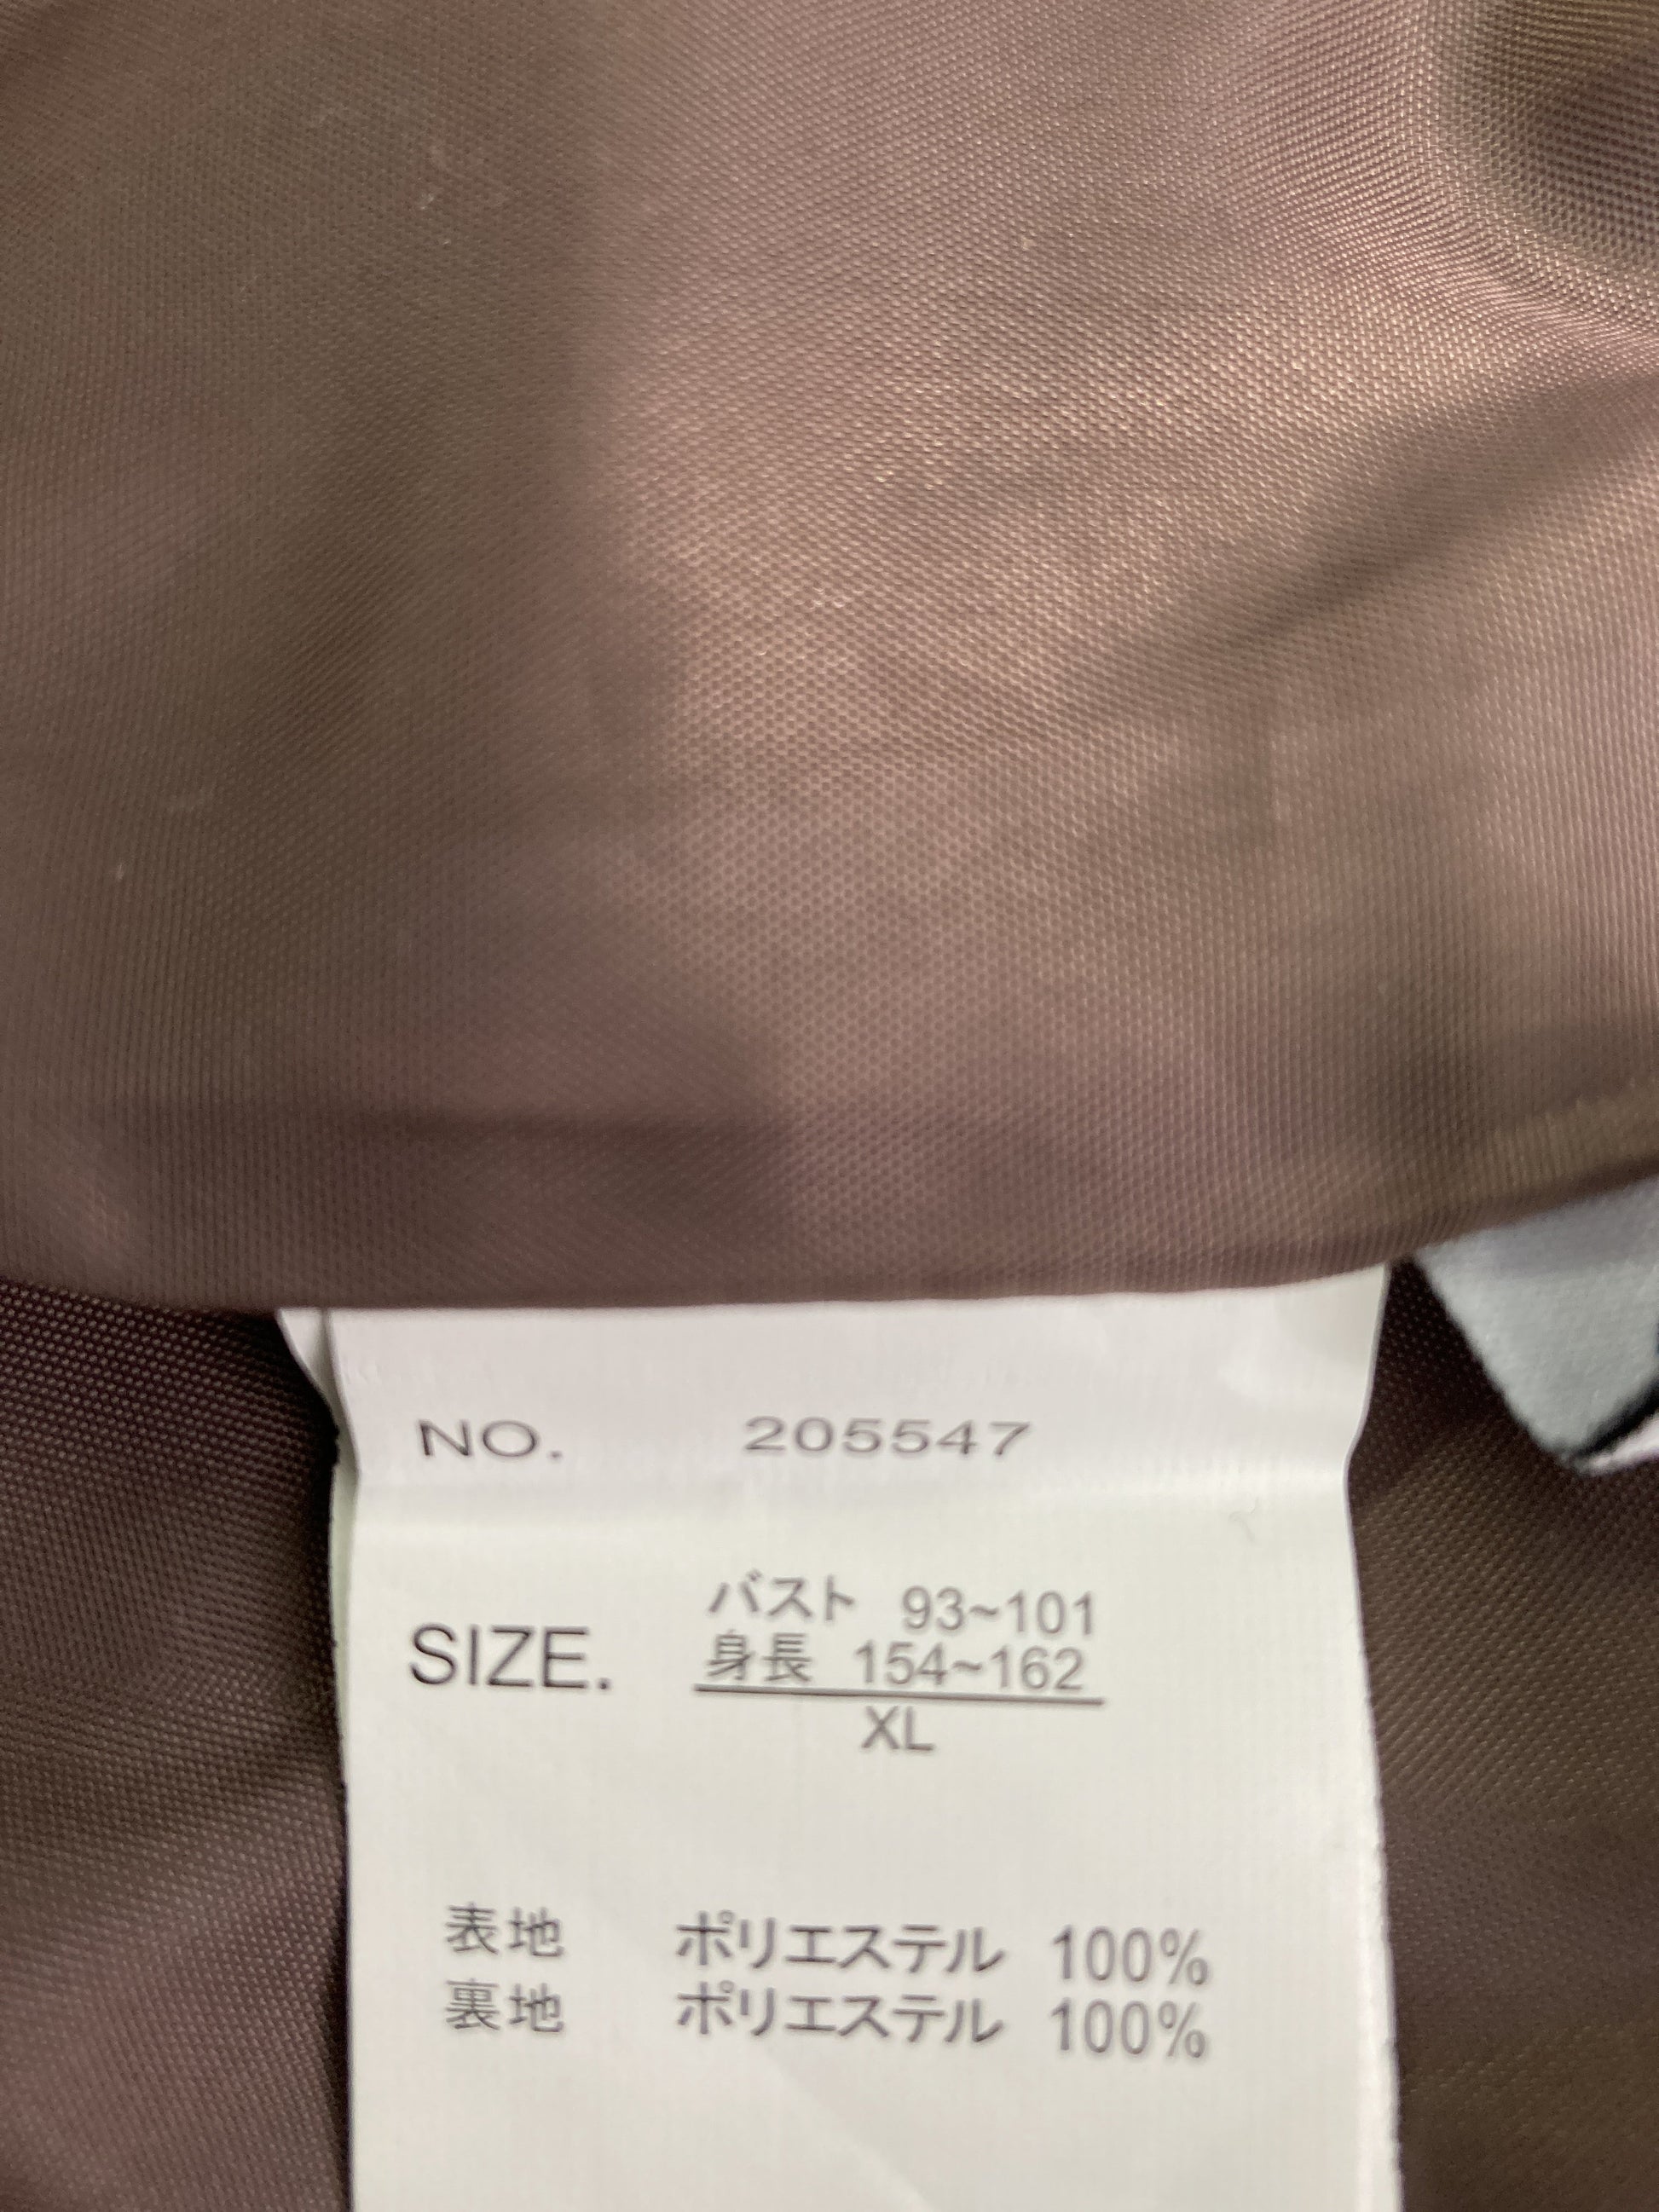 NO. 205547
バスト 93~101
SIZE. 身長 154~162
XL
表地 ポリエステル 100%
裏地 ポリエステル 100%